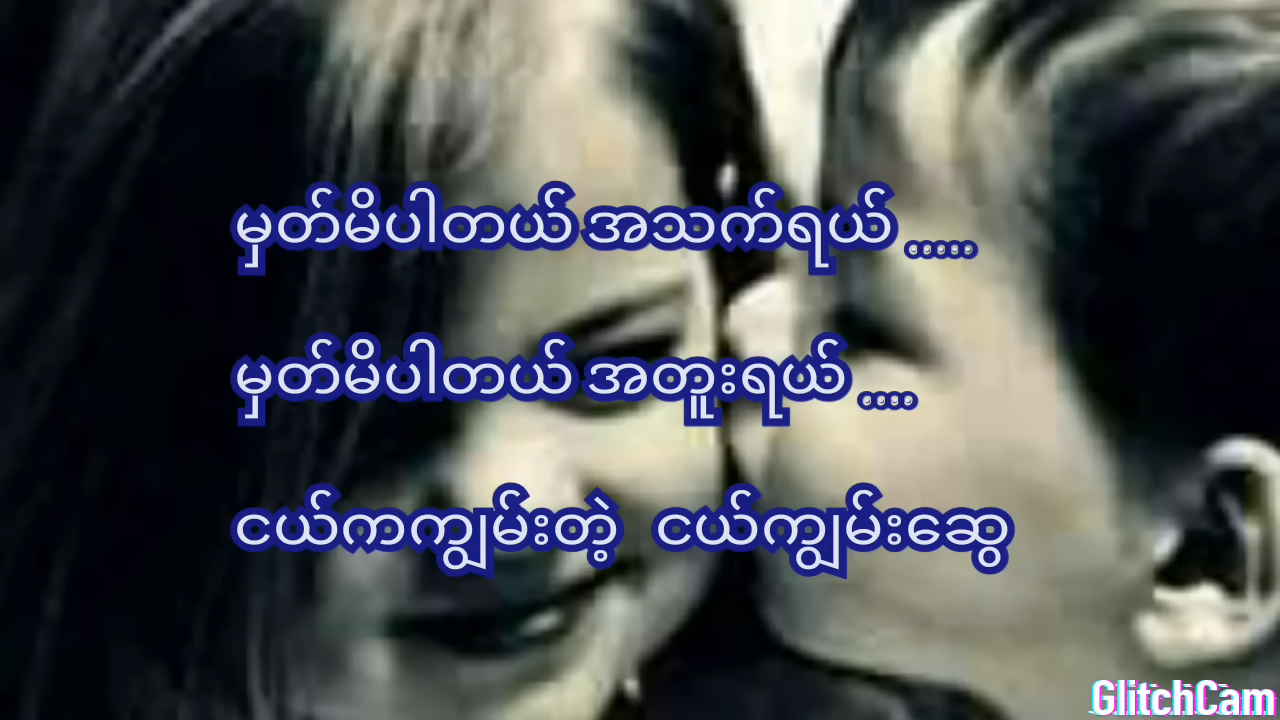 မှတ်မိပါတယ် အသက်ရယ် ,,,,,,
မှတ်မိပါတယ် အတူးရယ် ,,,,,
ငယ်ကကျွမ်းတဲ့ ငယ်ကျွမ်းဆွေ
GlitchCam